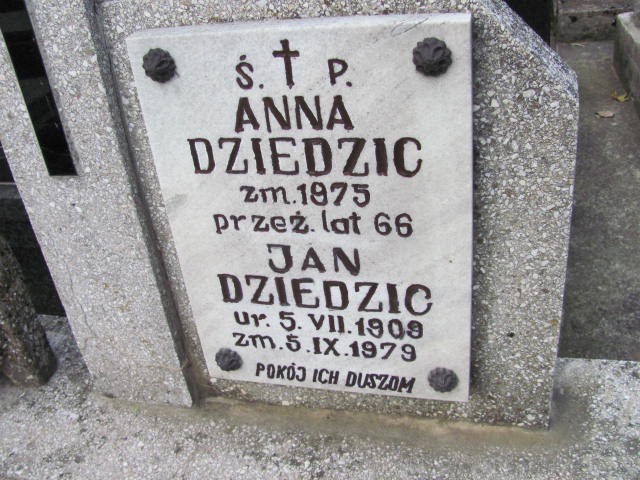 Ś. † P.
ANNA
DZIEDZIC
zm. 1975
przeż. lat 66
JAN
DZIEDZIC
ur. 5. VII. 1909
zm. 5. IX. 1979
POKÓJ ICH DUSZOM